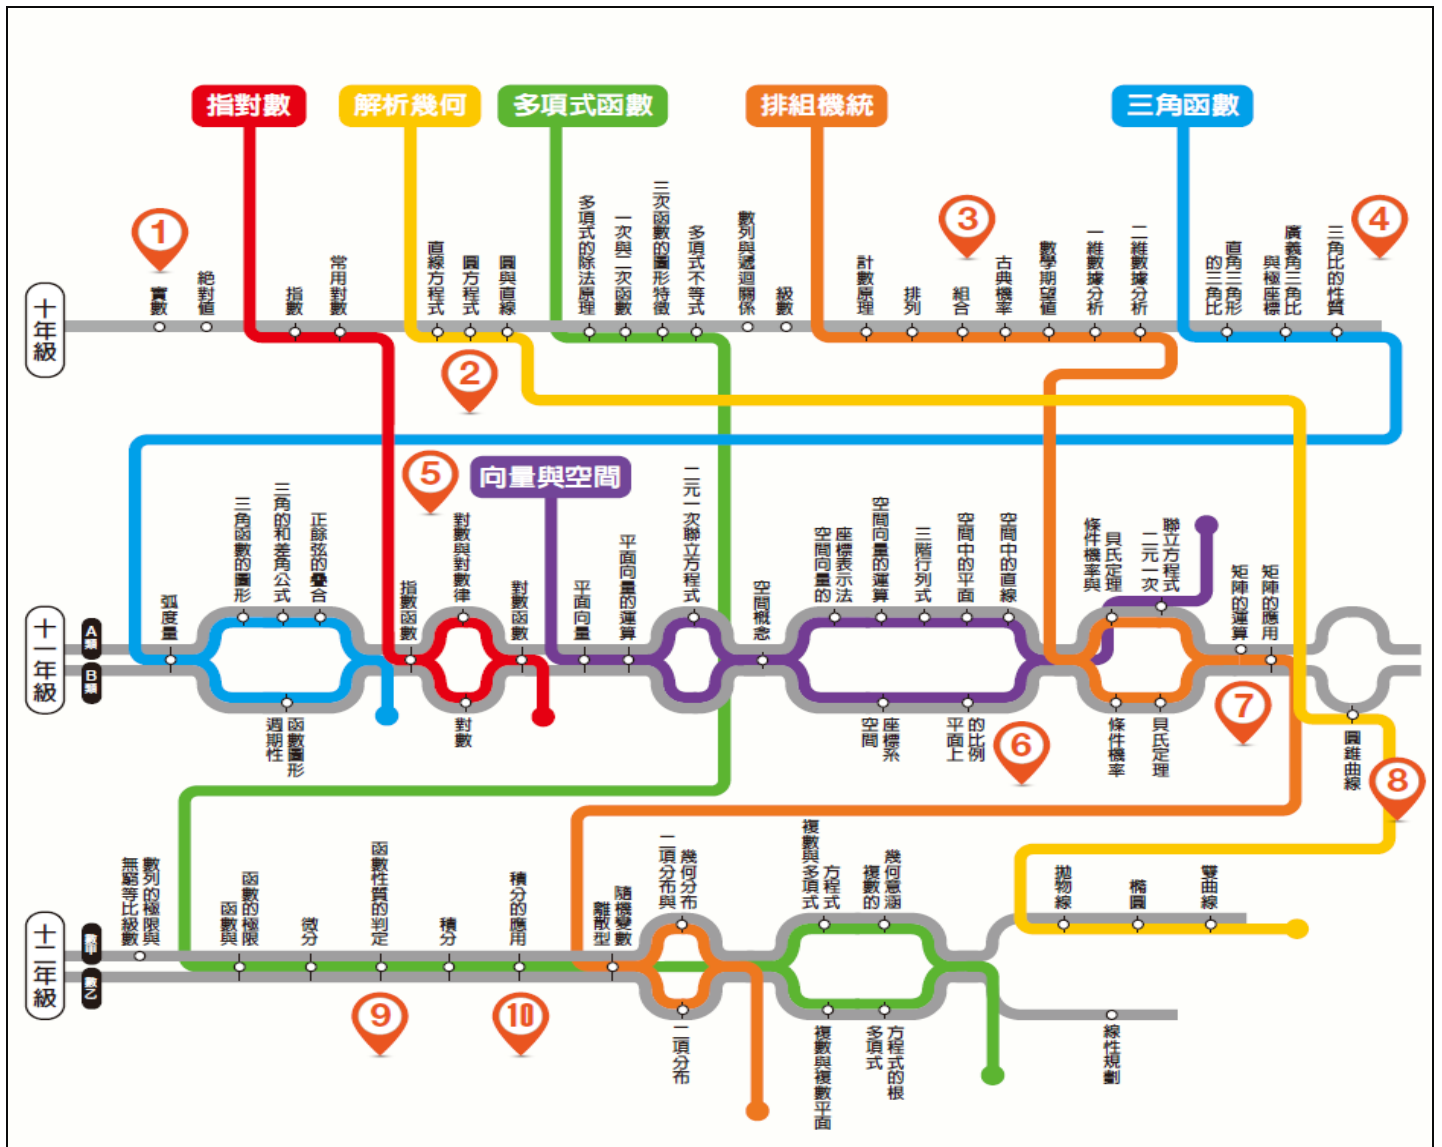 指對數
解析幾何
多項式函數
排組機統
三角函數
1
3
4
十年級
實數
絕對值
指數
常用對數
直線方程式
圓方程式
圓與直線
多項式的除法原理
一次與二次函數
三次函數的圖形特徵
多項式不等式
數列與遞迴關係
級數
計數原理
排列
組合
古典機率
數學期望值
一維數據分析
二維數據分析
直角三角形
的三角比
廣義角三角比
與極座標
三角比的性質
2
5
向量與空間
十一年級
A類
B類
弧度量
三角函數的圖形
三角的和差角公式
正餘弦的疊合
指數函數
對數與對數律
對數函數
平面向量
平面向量的運算
二元一次聯立方程式
空間概念
座標表示法
空間向量的
空間向量的運算
三階行列式
空間中的平面
空間中的直線
貝氏定理
條件機率與
聯立方程式
二元一次
矩陣的運算
矩陣的應用
函數圖形
週期性
對數
座標系
空間
的比例
平面上
6
條件機率
貝氏定理
7
圓錐曲線
8
十二年級
數甲
數乙
數列的極限與
無窮等比級數
函數的極限
函數與
微分
函數性質的判定
積分
積分的應用
隨機變數
離散型
幾何分布
二項分布與
方程式
複數與多項式
幾何意涵
複數的
拋物線
橢圓
雙曲線
9
10
二項分布
複數與複數平面
方程式的根
多項式
線性規劃